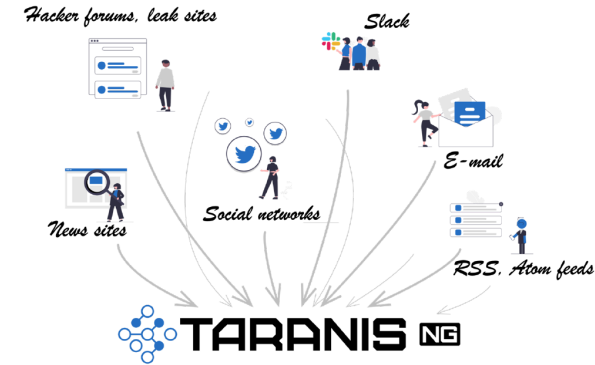 Hacker forums, leak sites
Slack
E-mail
Social networks
News sites
RSS, Atom feeds
TARANIS NG